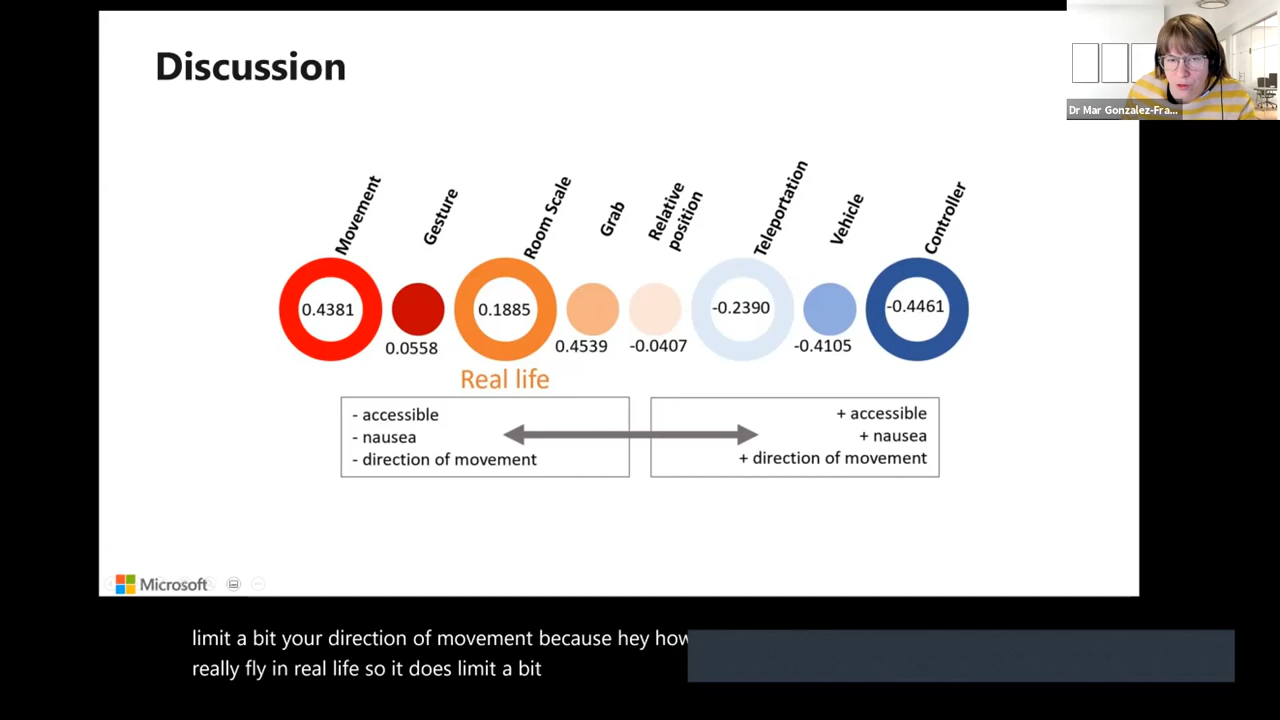 Discussion
Dr Mar Gonzalez-Fra...
Movement
Gesture
Room Scale
Grab
Relative
position
Teleportation
Vehicle
Controller
0.4381
0.0558
0.1885
0.4539
-0.0407
-0.2390
-0.4105
-0.4461
Real life
- accessible
- nausea
- direction of movement
+ accessible
+ nausea
+ direction of movement
Microsoft
limit a bit your direction of movement because hey how
really fly in real life so it does limit a bit